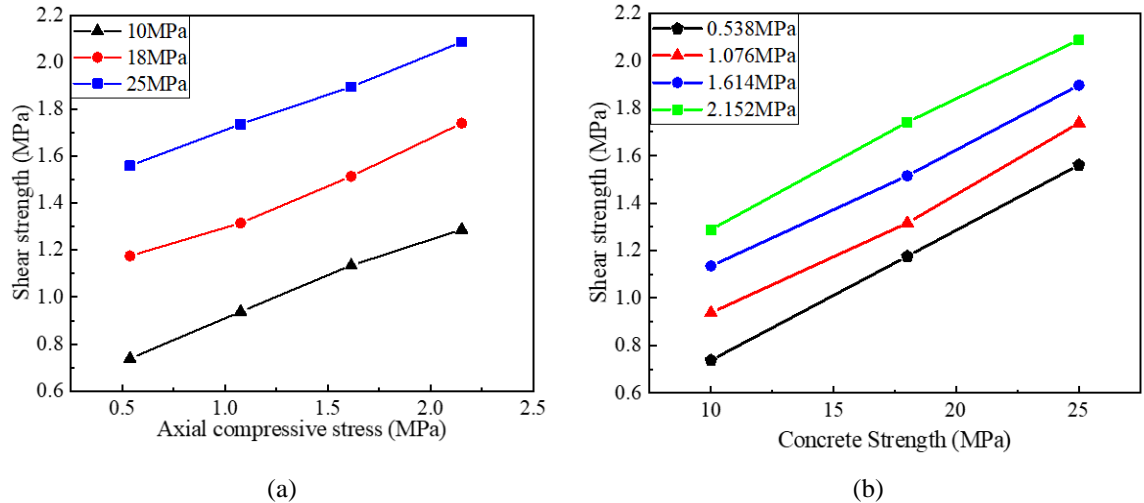 2.2
2.0
1.8
1.6
1.4
1.2
1.0
0.8
0.6
Shear strength (MPa)
10MPa
18MPa
25MPa
0.5
1.0
1.5
2.0
2.5
Axial compressive stress (MPa)
(a)
2.2
2.0
1.8
1.6
1.4
1.2
1.0
0.8
0.6
Shear strength (MPa)
0.538MPa
1.076MPa
1.614MPa
2.152MPa
10
15
20
25
Concrete Strength (MPa)
(b)